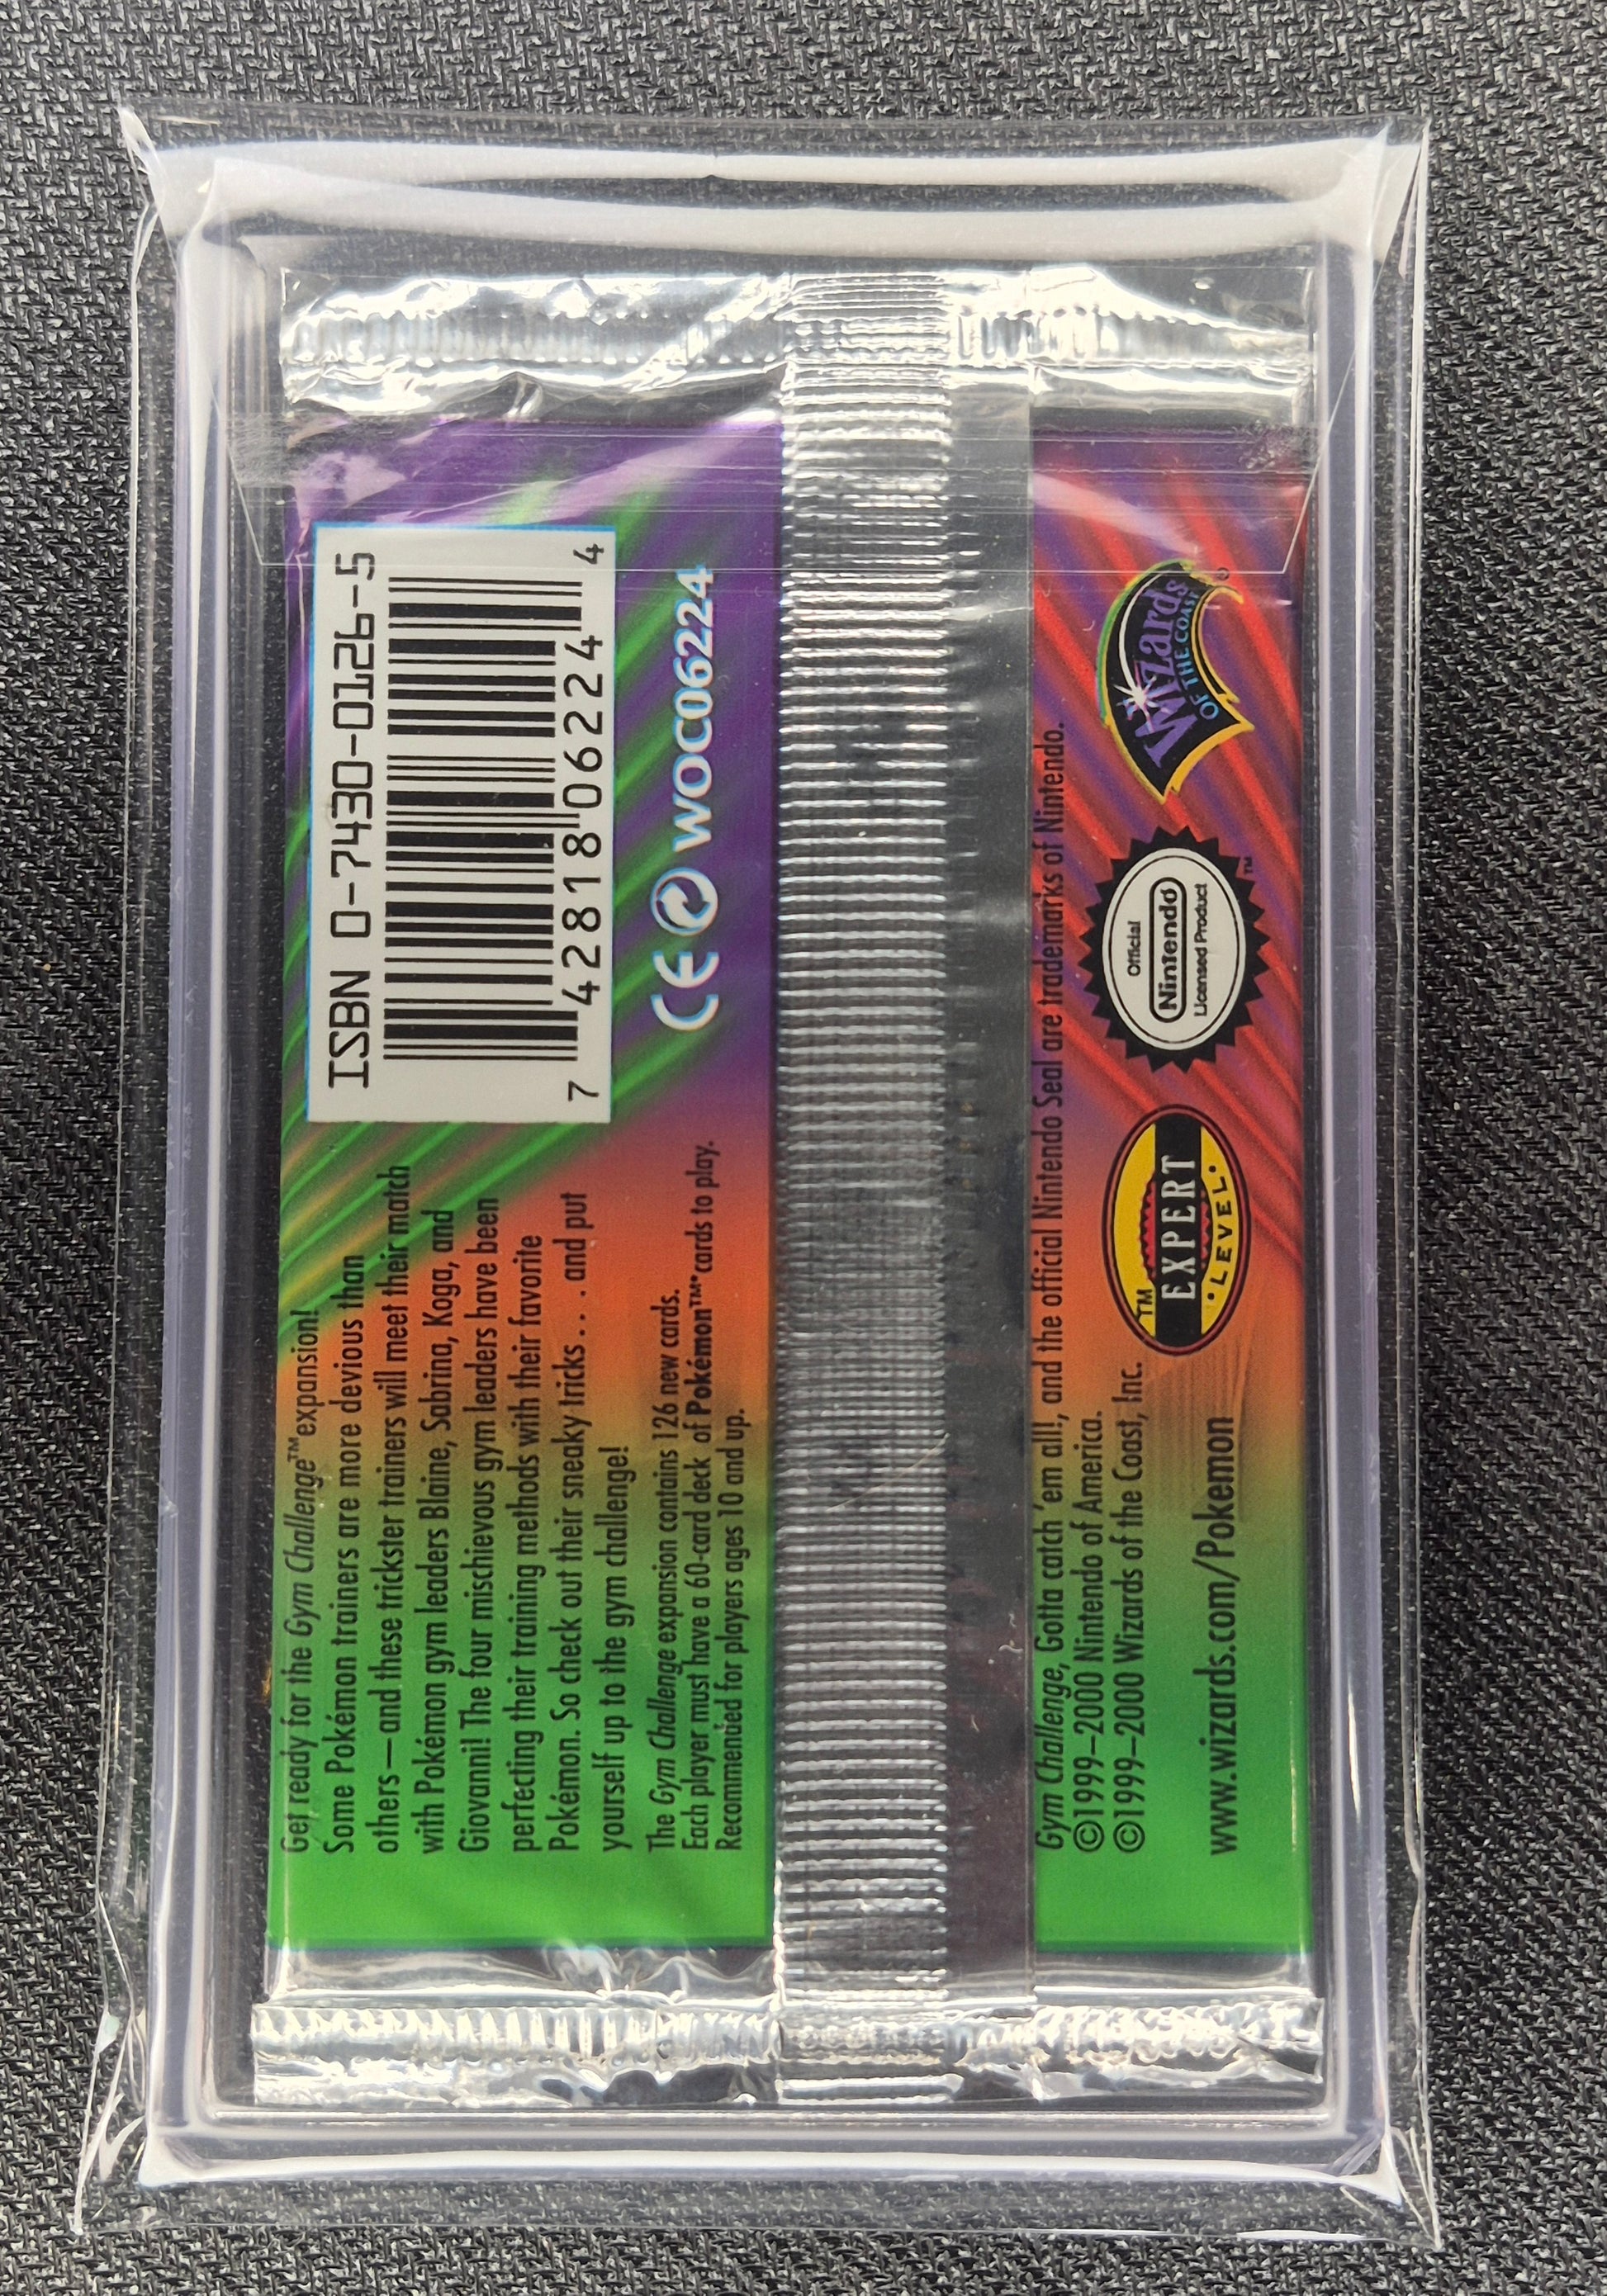 ISBN 0-7430-0126-5
7 42818 06224 4
CE WOC06224
Get ready for the Gym Challenge™ expansion!
Some Pokémon trainers are more devious than
others—and these trickster trainers will meet their match
with Pokémon gym leaders Blaine, Sabrina, Koga, and
Giovanni! The four mischievous gym leaders have been
perfecting their training methods with their favorite
Pokémon. So check out their sneaky tricks. . . and put
yourself up to the gym challenge!
The Gym Challenge expansion contains 126 new cards.
Each player must have a 60-card deck of Pokémon™ cards to play.
Recommended for players ages 10 and up.
Gym Challenge, Gotta catch 'em all!, and the official Nintendo Seal are trademarks of Nintendo.
©1999–2000 Nintendo of America.
©1999–2000 Wizards of the Coast, Inc.
www.wizards.com/Pokemon
™
EXPERT
·LEVEL·
Official
Nintendo
Licensed Product
™
Wizards
OF THE COAST
®